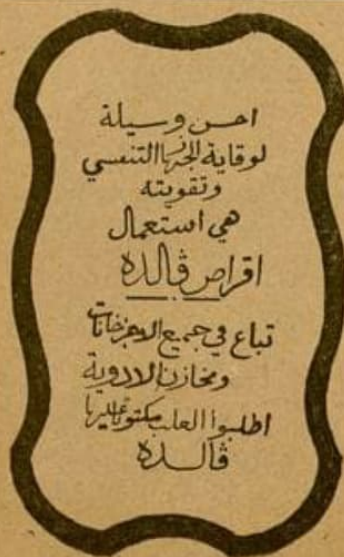 احسن وسيلة
لوقاية الجهاز التنفسي
وتقويته
هي استعمال
اقراص ڤالده
تباع في جميع الاجزخانات
ومخازن الادوية
اطلبوا العلب مكتوبا عليها
ڤالده